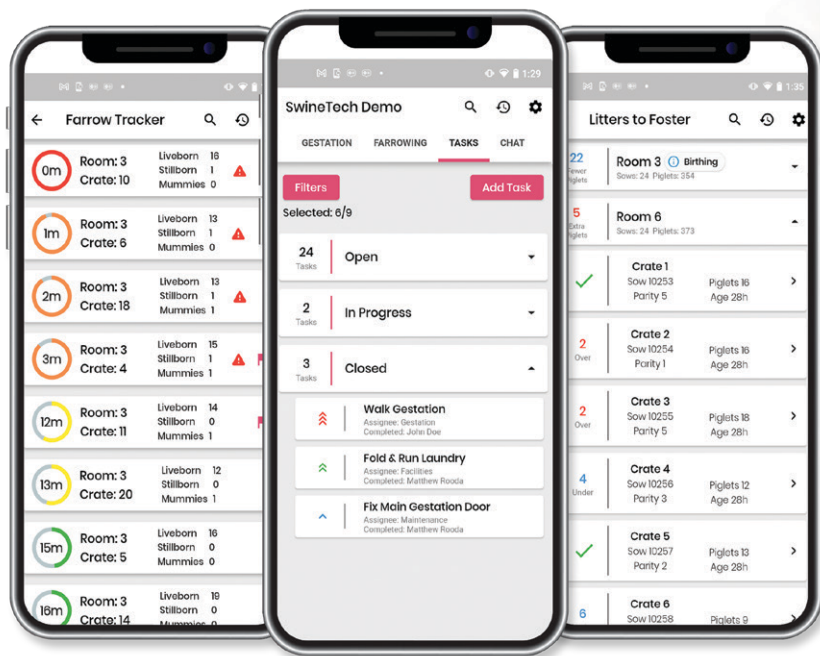 Farrow Tracker
0m
Room: 3
Crate: 10
Liveborn 16
Stillborn 1
Mummies 0
1m
Room: 3
Crate: 6
Liveborn 13
Stillborn 1
Mummies 0
2m
Room: 3
Crate: 18
Liveborn 13
Stillborn 1
Mummies 1
3m
Room: 3
Crate: 4
Liveborn 15
Stillborn 1
Mummies 1
12m
Room: 3
Crate: 11
Liveborn 14
Stillborn 0
Mummies 1
13m
Room: 3
Crate: 20
Liveborn 12
Stillborn 0
Mummies 1
15m
Room: 3
Crate: 5
Liveborn 16
Stillborn 0
Mummies 1
16m
Room: 3
Crate: 14
Liveborn 19
Stillborn 0
Mummies 0
1:29
SwineTech Demo
GESTATION FARROWING TASKS CHAT
Filters
Add Task
Selected: 6/9
24
Tasks
Open
2
Tasks
In Progress
3
Tasks
Closed
Walk Gestation
Assignee: Gestation
Completed: John Doe
Fold & Run Laundry
Assignee: Facilities
Completed: Matthew Rooda
Fix Main Gestation Door
Assignee: Maintenance
Completed: Matthew Rooda
1:35
Litters to Foster
22
Fewer
Piglets
Room 3 Birthing
Sows: 24 Piglets: 354
5
Extra
Piglets
Room 6
Sows: 24 Piglets: 373
Crate 1
Sow 10253
Parity 5
Piglets 16
Age 28h
2
Over
Crate 2
Sow 10254
Parity 1
Piglets 16
Age 28h
2
Over
Crate 3
Sow 10255
Parity 5
Piglets 18
Age 28h
4
Under
Crate 4
Sow 10256
Parity 3
Piglets 12
Age 28h
Crate 5
Sow 10257
Parity 2
Piglets 13
Age 28h
6
Crate 6
Sow 10258
Piglets 9